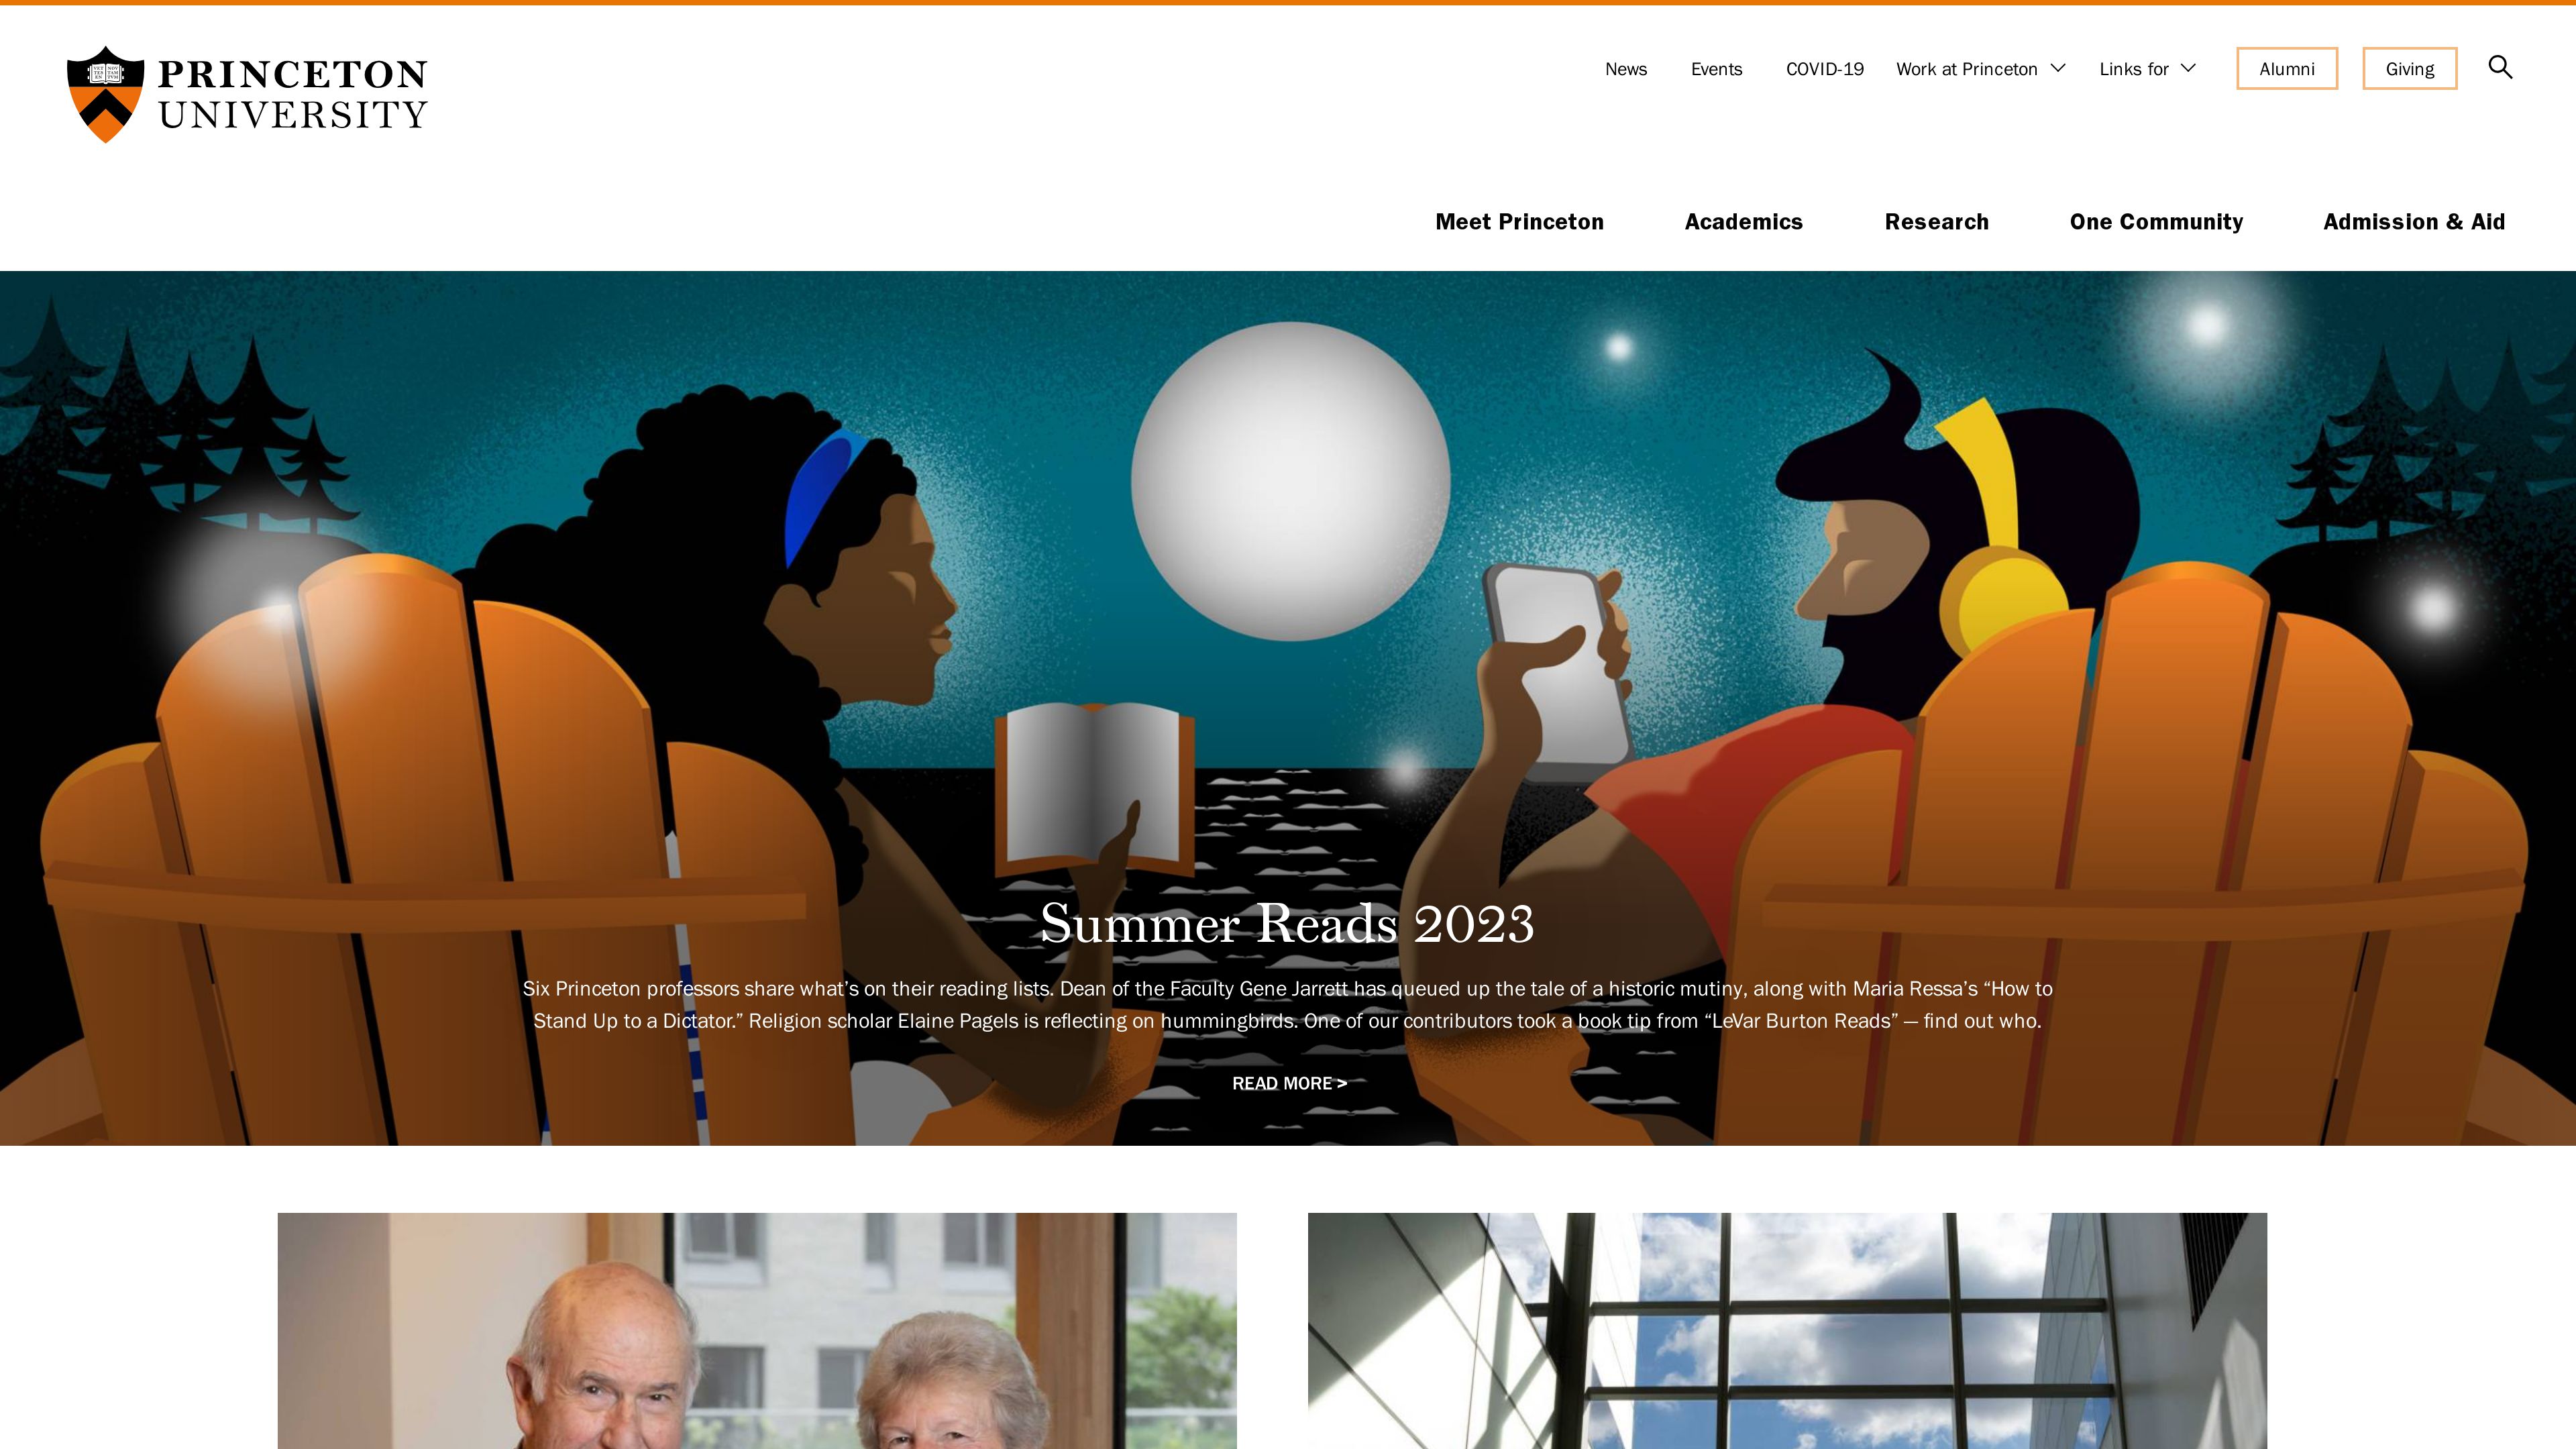 PRINCETON
UNIVERSITY
News Events COVID-19 Work at Princeton Links for Alumni Giving
Meet Princeton Academics Research One Community Admission & Aid
Summer Reads 2023
Six Princeton professors share what’s on their reading lists. Dean of the Faculty Gene Jarrett has queued up the tale of a historic mutiny, along with Maria Ressa’s “How to
Stand Up to a Dictator.” Religion scholar Elaine Pagels is reflecting on hummingbirds. One of our contributors took a book tip from “LeVar Burton Reads” — find out who.
READ MORE >